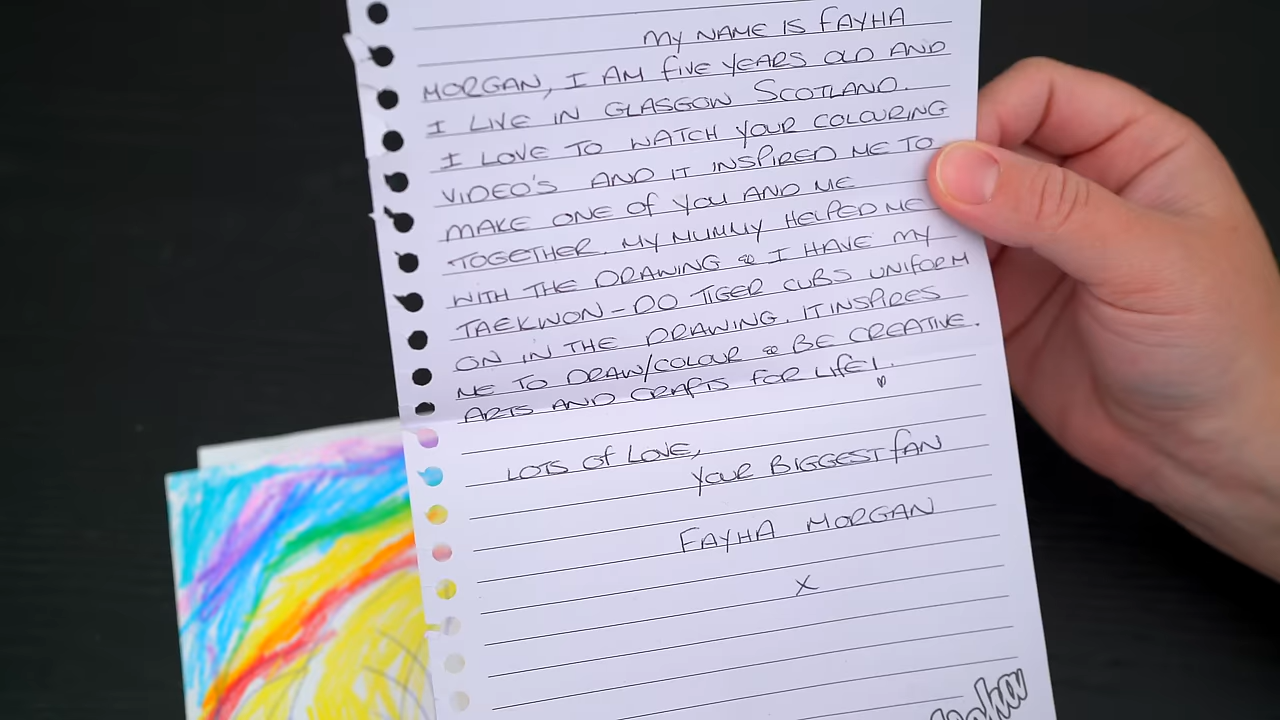 MY NAME IS FAYHA
MORGAN, I AM FIVE YEARS OLD AND
I LIVE IN GLASGOW SCOTLAND.
I LOVE TO WATCH YOUR COLOURING
VIDEO'S AND IT INSPIRED ME TO
MAKE ONE OF YOU AND ME
TOGETHER. MY MUMMY HELPED ME
WITH THE DRAWING & I HAVE MY
TAEKWON-DO TIGER CUBS UNIFORM
ON IN THE DRAWING. IT INSPIRES
ME TO DRAW/COLOUR & BE CREATIVE.
ARTS AND CRAFTS FOR LIFE!.
LOTS OF LOVE,
YOUR BIGGEST FAN
FAYHA MORGAN
X